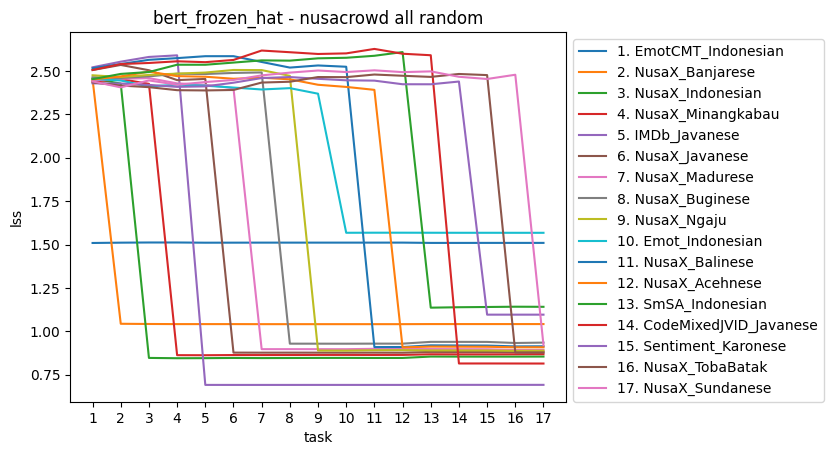 bert_frozen_hat - nusacrowd all random
2.50
2.25
2.00
1.75
1.50
1.25
1.00
0.75
lss
1 2 3 4 5 6 7 8 9 10 11 12 13 14 15 16 17
task
1. EmotCMT_Indonesian
2. NusaX_Banjarese
3. NusaX_Indonesian
4. NusaX_Minangkabau
5. IMDb_Javanese
6. NusaX_Javanese
7. NusaX_Madurese
8. NusaX_Buginese
9. NusaX_Ngaju
10. Emot_Indonesian
11. NusaX_Balinese
12. NusaX_Acehnese
13. SmSA_Indonesian
14. CodeMixedJVID_Javanese
15. Sentiment_Karonese
16. NusaX_TobaBatak
17. NusaX_Sundanese